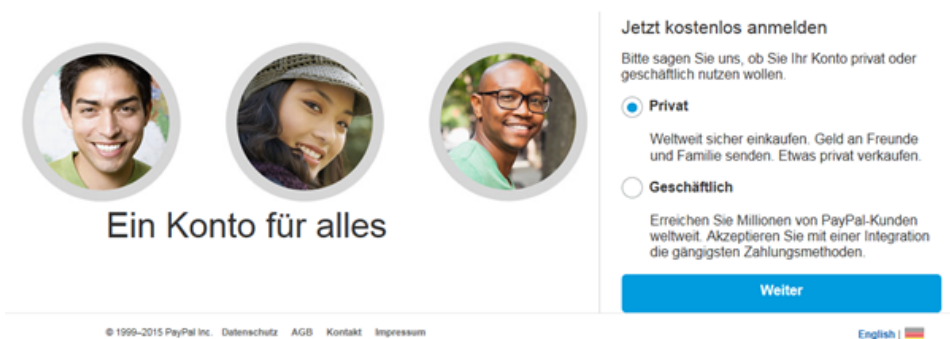 Ein Konto für alles
Jetzt kostenlos anmelden
Bitte sagen Sie uns, ob Sie Ihr Konto privat oder
geschäftlich nutzen wollen.
Privat
Weltweit sicher einkaufen. Geld an Freunde
und Familie senden. Etwas privat verkaufen.
Geschäftlich
Erreichen Sie Millionen von PayPal-Kunden
weltweit. Akzeptieren Sie mit einer Integration
die gängigsten Zahlungsmethoden.
Weiter
© 1999–2015 PayPal Inc. Datenschutz AGB Kontakt Impressum
English |